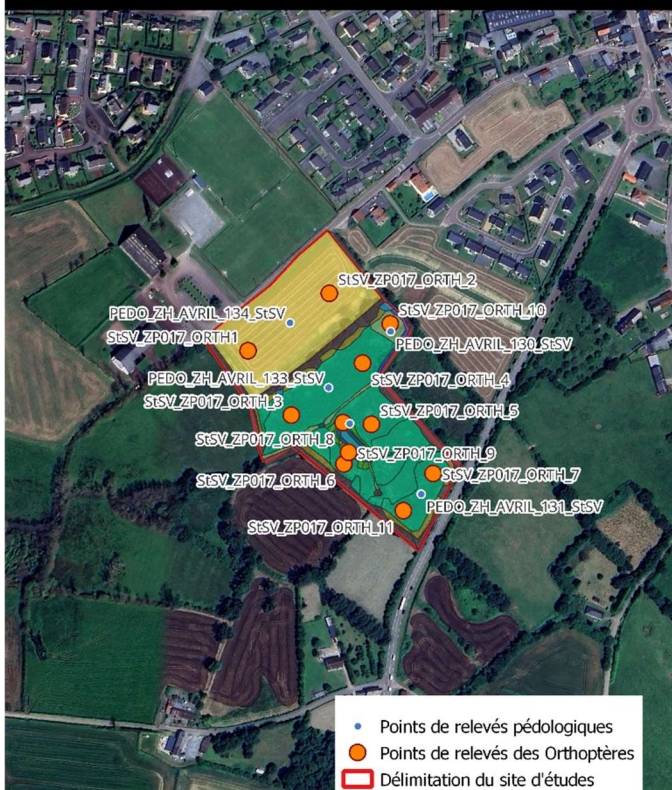 StSV_ZP017_ORTH_2
PEDO_ZH_AVRIL_134_StSV
StSV_ZP017_ORTH_10
StSV_ZP017_ORTH1
PEDO_ZH_AVRIL_130_StSV
PEDO_ZH_AVRIL_133_StSV
StSV_ZP017_ORTH_4
StSV_ZP017_ORTH_3
StSV_ZP017_ORTH_5
StSV_ZP017_ORTH_8
StSV_ZP017_ORTH_9
StSV_ZP017_ORTH_6
StSV_ZP017_ORTH_7
PEDO_ZH_AVRIL_131_StSV
StSV_ZP017_ORTH_11
Points de relevés pédologiques
Points de relevés des Orthoptères
Délimitation du site d'études